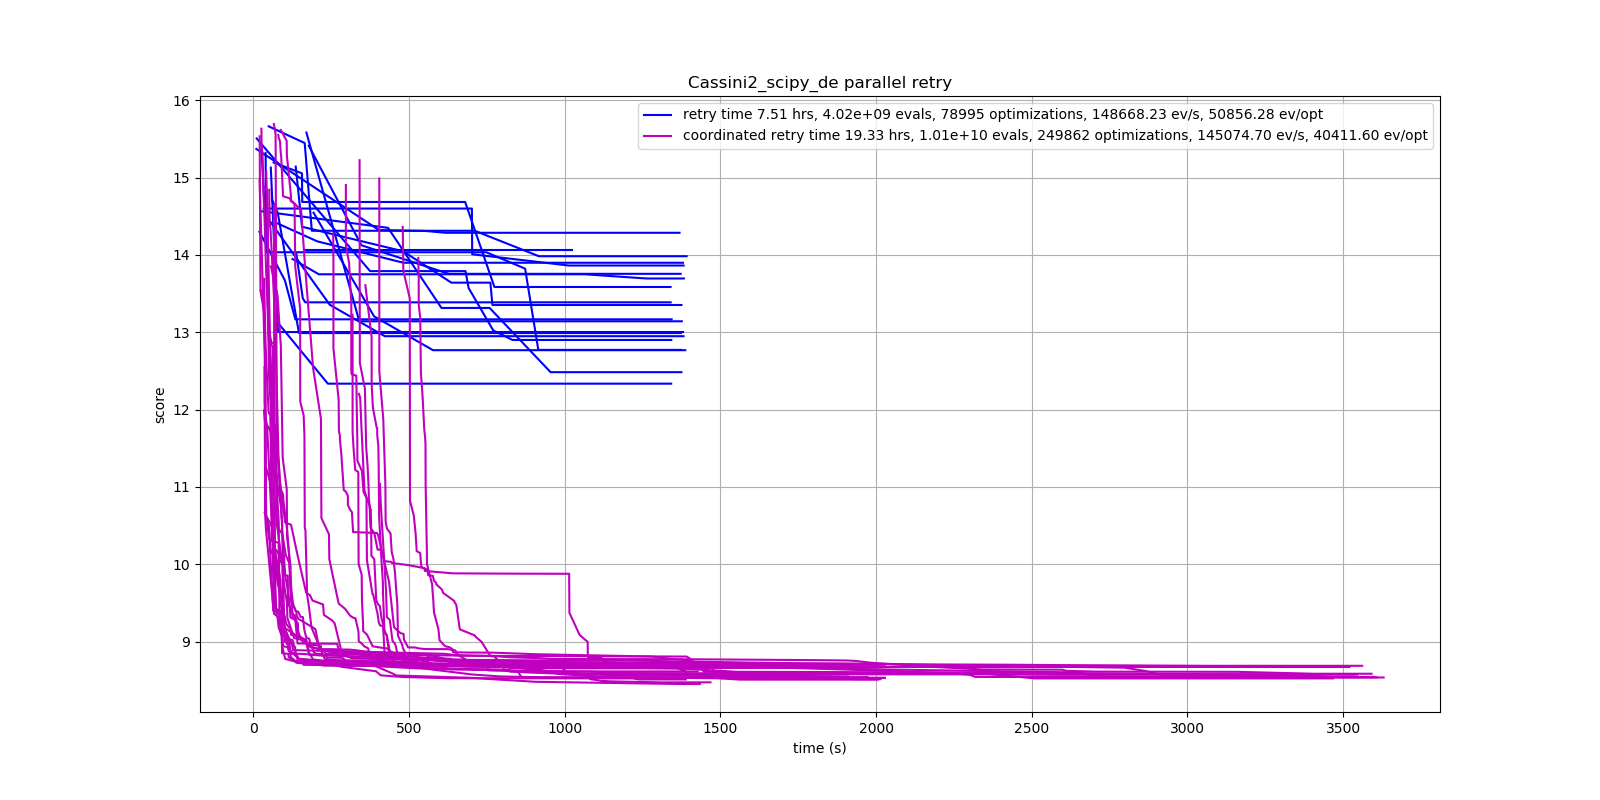 Cassini2_scipy_de parallel retry
retry time 7.51 hrs, 4.02e+09 evals, 78995 optimizations, 148668.23 ev/s, 50856.28 ev/opt
coordinated retry time 19.33 hrs, 1.01e+10 evals, 249862 optimizations, 145074.70 ev/s, 40411.60 ev/opt
16
15
14
13
12
11
10
9
score
0 500 1000 1500 2000 2500 3000 3500
time (s)